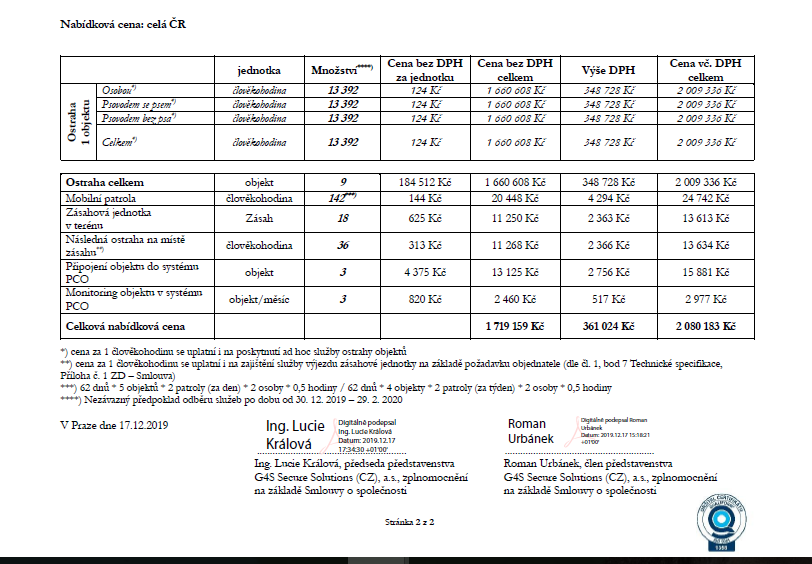 Nabídková cena: celá ČR
jednotka Množství****) Cena bez DPH za jednotku Cena bez DPH celkem Výše DPH Cena vč. DPH celkem
Ostraha 1 objektu
Osobou*) člověkohodina 13 392 124 Kč 1 660 608 Kč 348 728 Kč 2 009 336 Kč
Psovodem se psem*) člověkohodina 13 392 124 Kč 1 660 608 Kč 348 728 Kč 2 009 336 Kč
Psovodem bez psa*) člověkohodina 13 392 124 Kč 1 660 608 Kč 348 728 Kč 2 009 336 Kč
Celkem*) člověkohodina 13 392 124 Kč 1 660 608 Kč 348 728 Kč 2 009 336 Kč
Ostraha celkem objekt 9 184 512 Kč 1 660 608 Kč 348 728 Kč 2 009 336 Kč
Mobilní patrola člověkohodina 142***) 144 Kč 20 448 Kč 4 294 Kč 24 742 Kč
Zásahová jednotka
v terénu Zásah 18 625 Kč 11 250 Kč 2 363 Kč 13 613 Kč
Následná ostraha na místě
zásahu**) člověkohodina 36 313 Kč 11 268 Kč 2 366 Kč 13 634 Kč
Připojení objektu do systému
PCO objekt 3 4 375 Kč 13 125 Kč 2 756 Kč 15 881 Kč
Monitoring objektu v systému
PCO objekt/měsíc 3 820 Kč 2 460 Kč 517 Kč 2 977 Kč
Celková nabídková cena 1 719 159 Kč 361 024 Kč 2 080 183 Kč
*) cena za 1 člověkohodinu se uplatní i na poskytnutí ad hoc služby ostrahy objektů
**) cena za 1 člověkohodinu se uplatní i na zajištění služby výjezdu zásahové jednotky na základě požadavku objednatele (dle čl. 1, bod 7 Technické specifikace,
Příloha č. 1 ZD – Smlouva)
***) 62 dnů * 5 objektů * 2 patroly (za den) * 2 osoby * 0,5 hodiny / 62 dnů * 4 objekty * 2 patroly (za týden) * 2 osoby * 0,5 hodiny
****) Nezávazný předpoklad odběru služeb po dobu od 30. 12. 2019 – 29. 2. 2020
V Praze dne 17.12.2019
Ing. Lucie
Králová
Digitálně podepsal
Ing. Lucie Králová
Datum: 2019.12.17
17:34:30 +01'00'
Roman
Urbánek
Digitálně podepsal Roman
Urbánek
Datum: 2019.12.17 15:18:21
+01'00'
Ing. Lucie Králová, předseda představenstva
G4S Secure Solutions (CZ), a.s., zplnomocnění
na základě Smlouvy o společnosti
Roman Urbánek, člen představenstva
G4S Secure Solutions (CZ), a.s., zplnomocnění
na základě Smlouvy o společnosti
Stránka 2 z 2